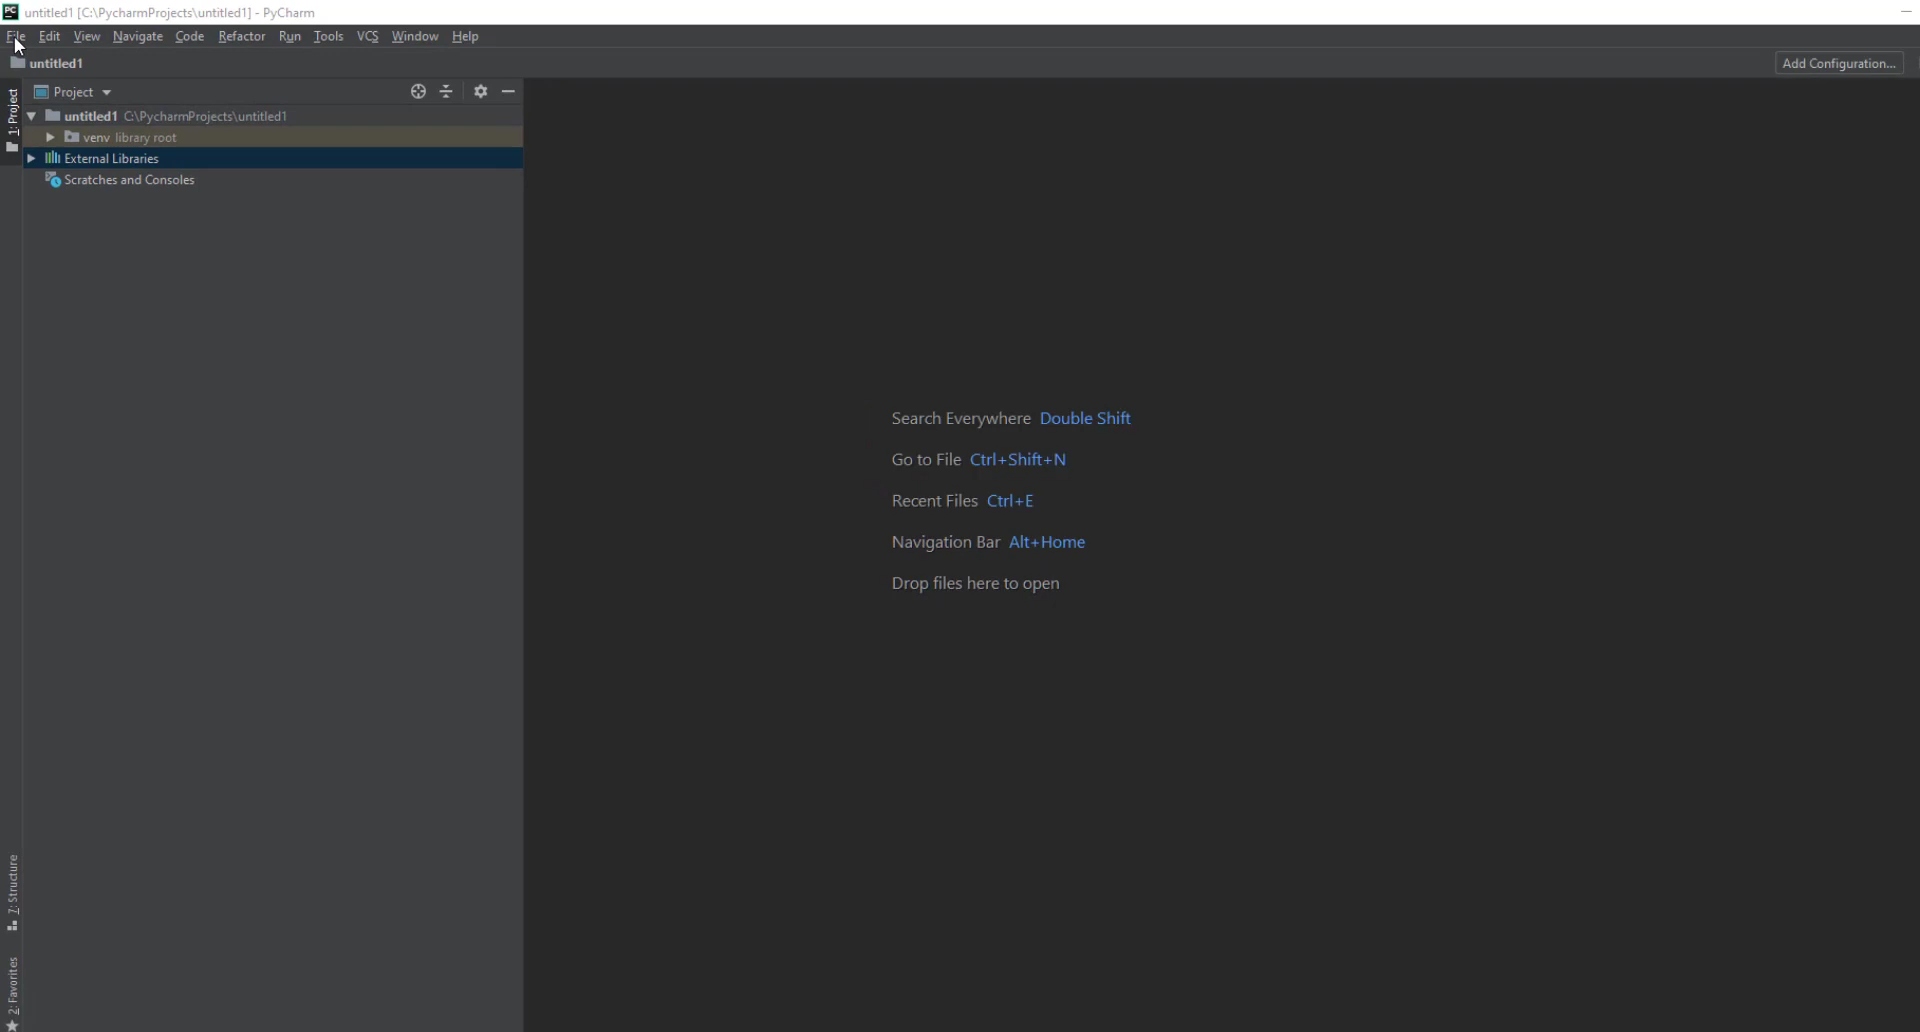 PC untitled1 [C:\PycharmProjects\untitled1] - PyCharm
File Edit View Navigate Code Refactor Run Tools VCS Window Help
untitled1
Add Configuration...
1: Project
Project
untitled1 C:\PycharmProjects\untitled1
venv library root
External Libraries
Scratches and Consoles
Search Everywhere Double Shift
Go to File Ctrl+Shift+N
Recent Files Ctrl+E
Navigation Bar Alt+Home
Drop files here to open
7: Structure
2: Favorites